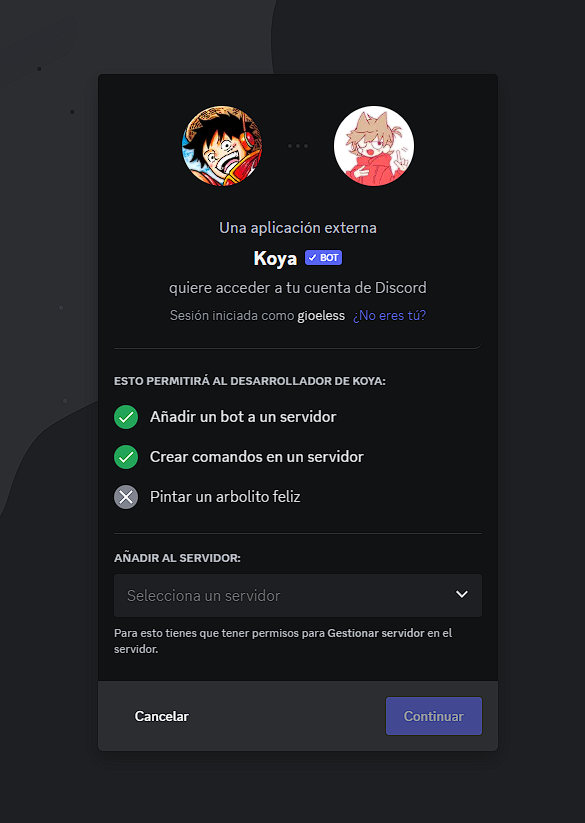 Una aplicación externa
Koya ✓ BOT
quiere acceder a tu cuenta de Discord
Sesión iniciada como gioeless ¿No eres tú?
ESTO PERMITIRÁ AL DESARROLLADOR DE KOYA:
Añadir un bot a un servidor
Crear comandos en un servidor
Pintar un arbolito feliz
AÑADIR AL SERVIDOR:
Selecciona un servidor
Para esto tienes que tener permisos para Gestionar servidor en el
servidor.
Cancelar
Continuar